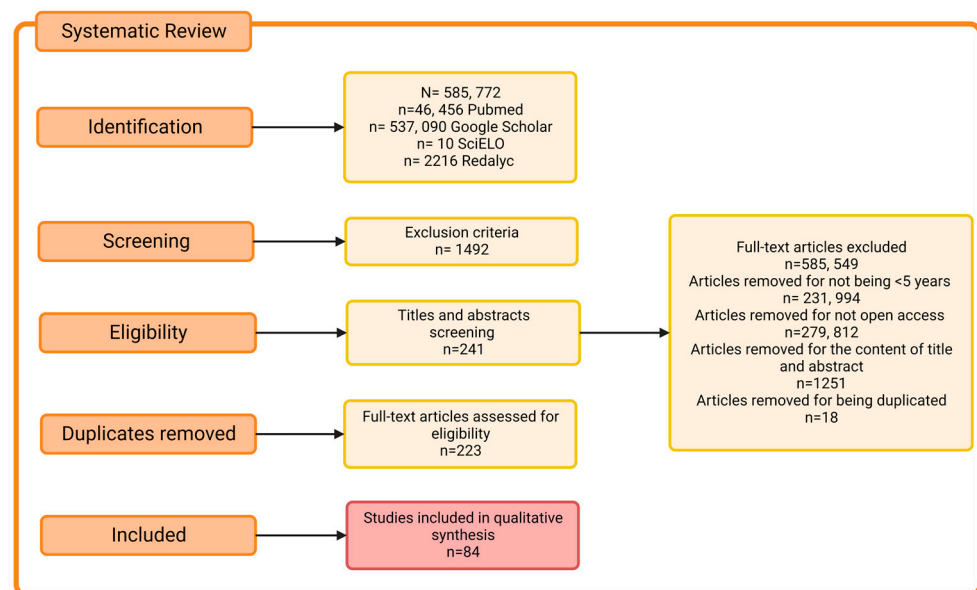 Systematic Review
Identification
N= 585, 772
n=46, 456 Pubmed
n= 537, 090 Google Scholar
n= 10 SciELO
n= 2216 Redalyc
Screening
Exclusion criteria
n= 1492
Eligibility
Titles and abstracts
screening
n=241
Full-text articles excluded
n=585, 549
Articles removed for not being <5 years
n= 231, 994
Articles removed for not open access
n=279, 812
Articles removed for the content of title
and abstract
n=1251
Articles removed for being duplicated
n=18
Duplicates removed
Full-text articles assessed for
eligibility
n=223
Included
Studies included in qualitative
synthesis
n=84